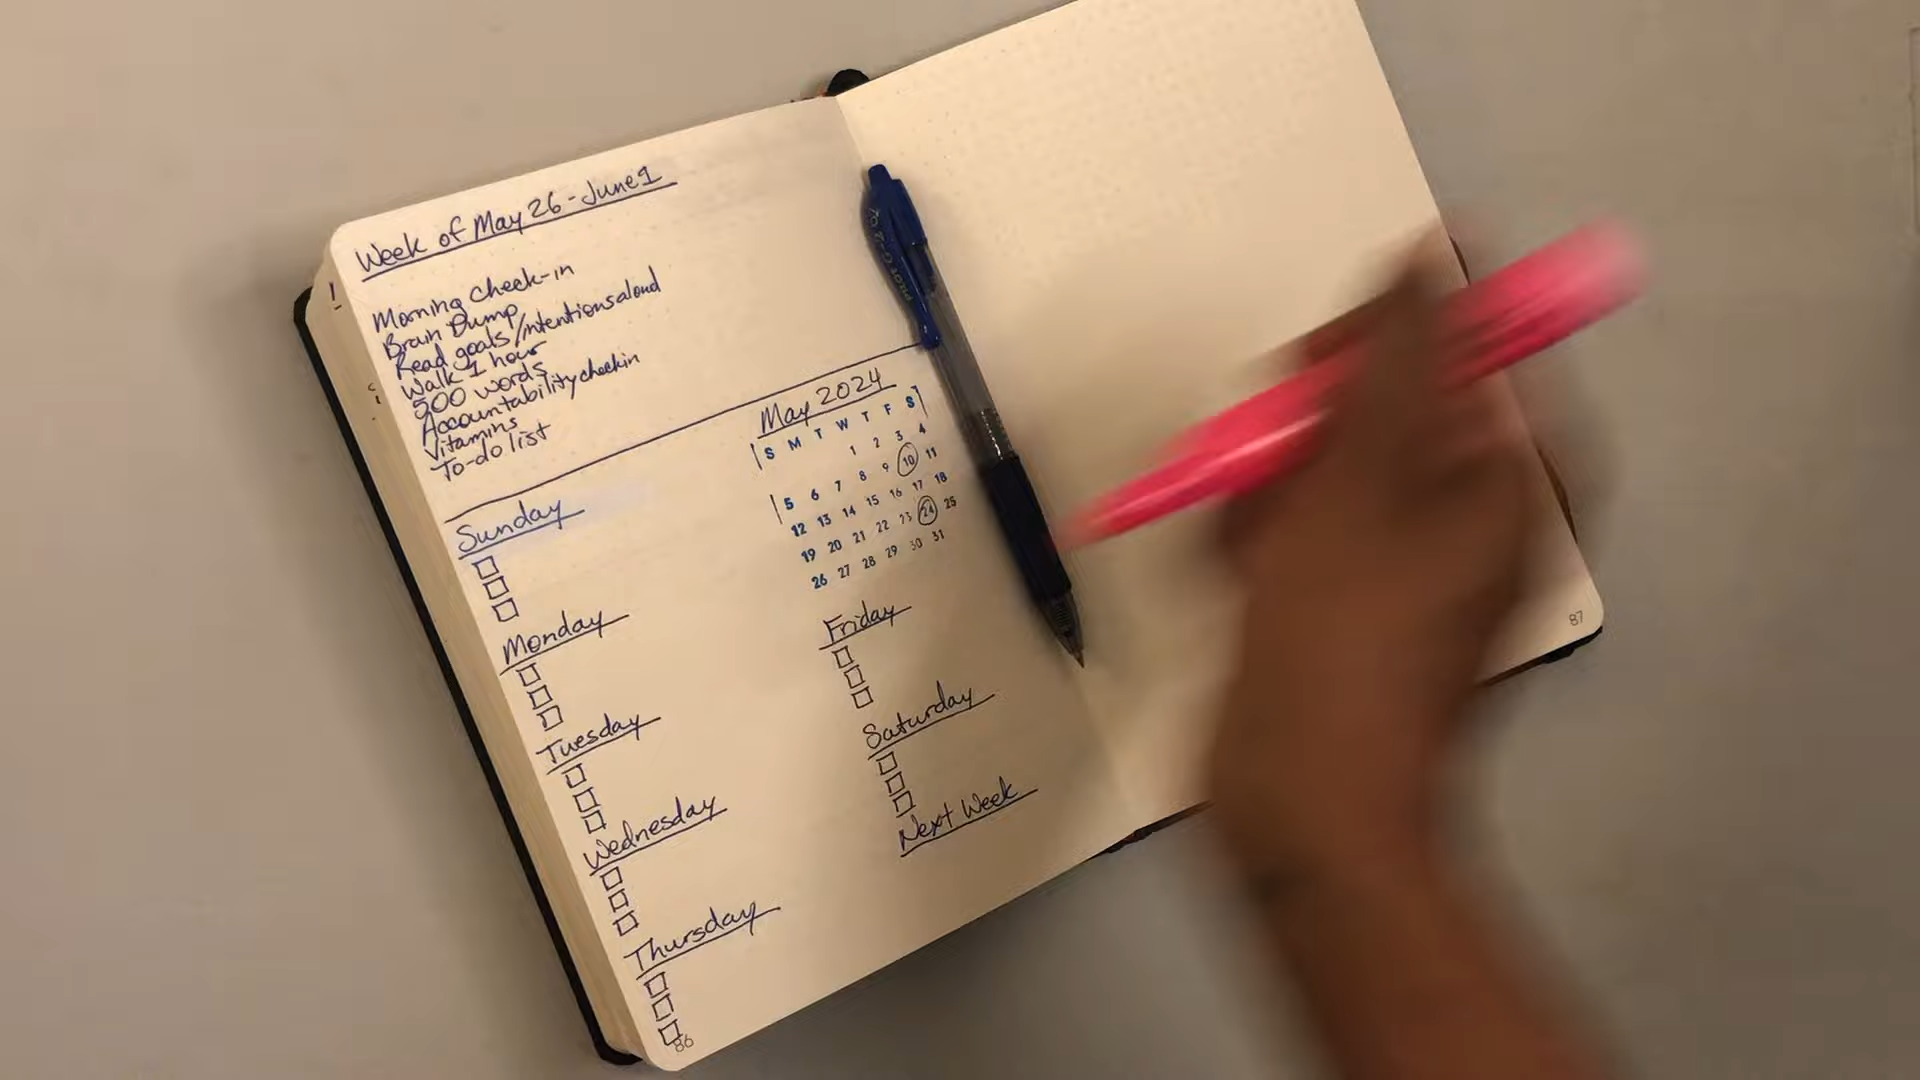 Week of May 26 - June 1
!
Morning check-in
Brain Dump
Read goals/intentions aloud
Walk 1 hour
500 words
Accountability checkin
Vitamins
To-do list
May 2024
S M T W T F S
1 2 3 4
5 6 7 8 9 10 11
12 13 14 15 16 17 18
19 20 21 22 23 24 25
26 27 28 29 30 31
Sunday
Monday
Tuesday
Wednesday
Thursday
Friday
Saturday
Next Week
86
87
PILOT G-2 07